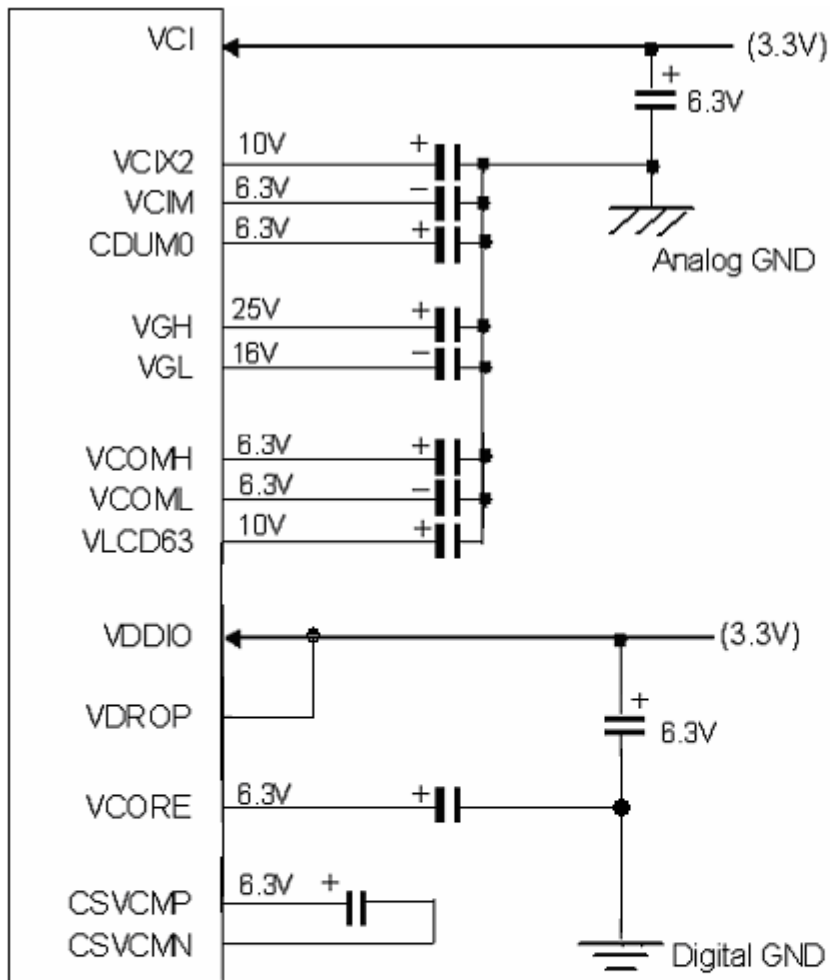 VCI
(3.3V)
+
6.3V
VCIX2
10V
+
VCIM
6.3V
−
CDUM0
6.3V
+
Analog GND
VGH
25V
+
VGL
16V
−
VCOMH
6.3V
+
VCOML
6.3V
−
VLCD63
10V
+
VDDIO
(3.3V)
VDROP
+
6.3V
VCORE
6.3V
+
CSVCMP
6.3V
+
CSVCMN
Digital GND